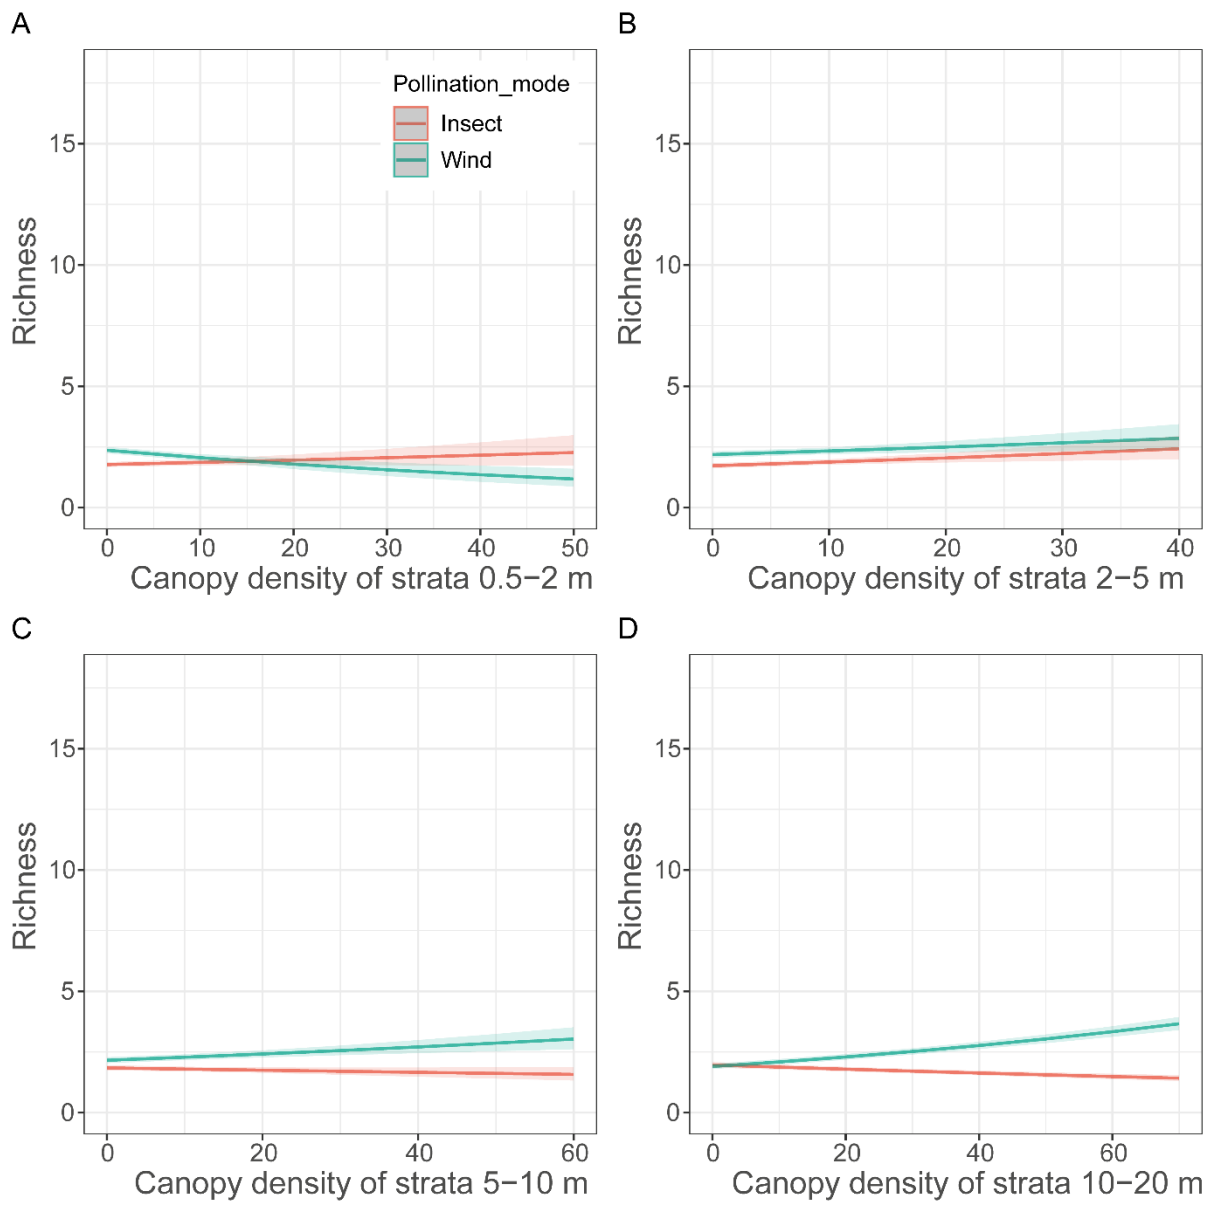 A
Pollination_mode
Insect
Wind
15
10
5
0
Richness
0 10 20 30 40 50
Canopy density of strata 0.5−2 m
B
15
10
5
0
Richness
0 10 20 30 40
Canopy density of strata 2−5 m
C
15
10
5
0
Richness
0 20 40 60
Canopy density of strata 5−10 m
D
15
10
5
0
Richness
0 20 40 60
Canopy density of strata 10−20 m